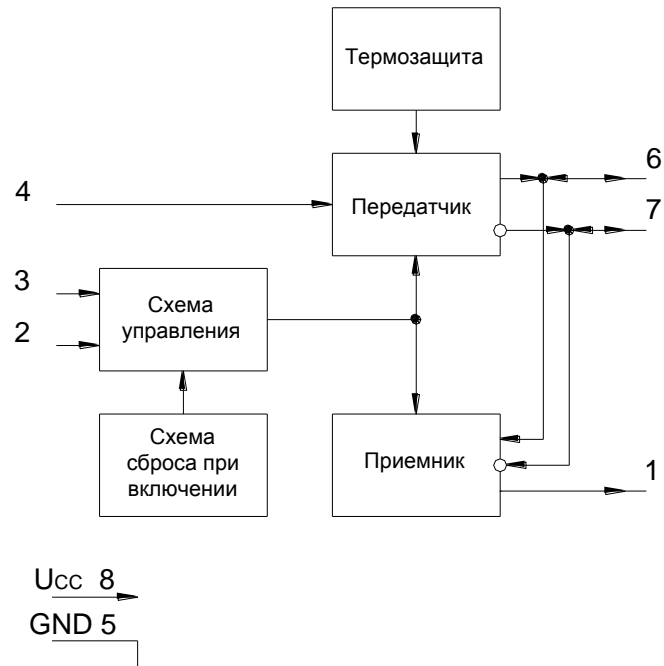 Термозащита
6
4
Передатчик
7
3
Схема
управления
2
Схема
сброса при
включении
Приемник
1
Ucc 8
GND 5